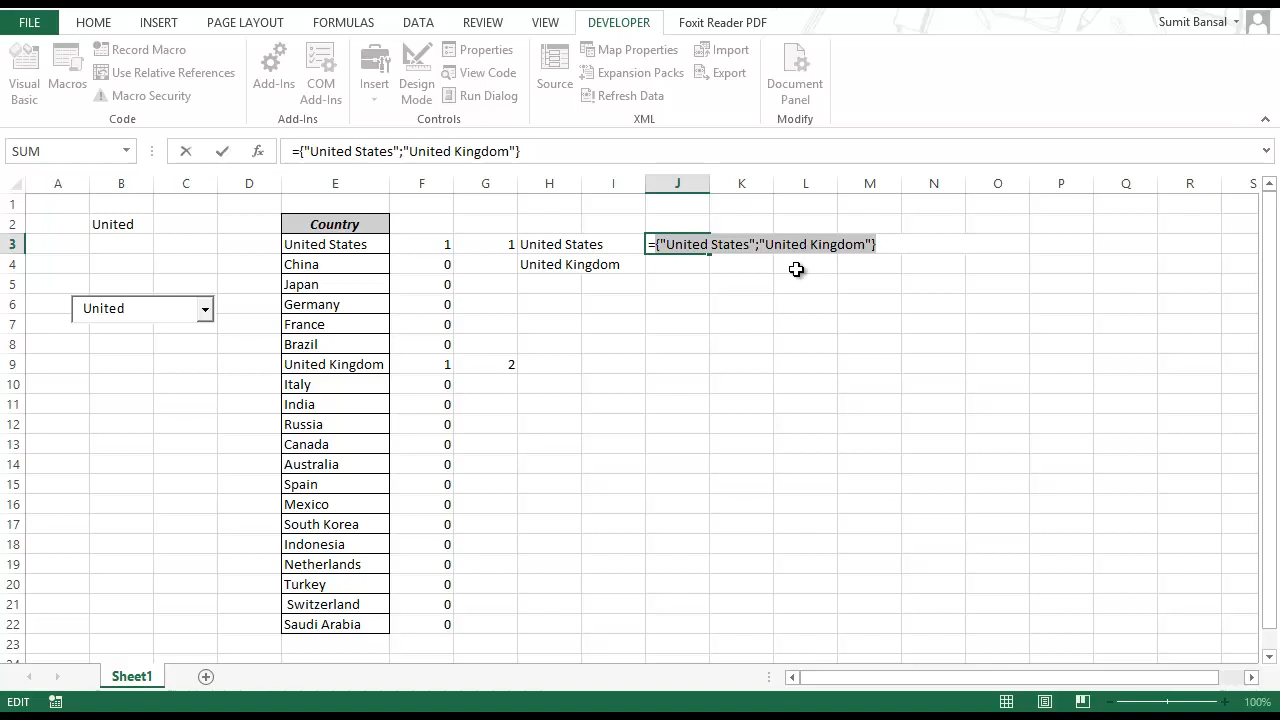 FILE HOME INSERT PAGE LAYOUT FORMULAS DATA REVIEW VIEW DEVELOPER Foxit Reader PDF Sumit Bansal
Visual Basic
Macros
Record Macro
Use Relative References
Macro Security
Code
Add-Ins
COM Add-Ins
Add-Ins
Insert
Design Mode
Properties
View Code
Run Dialog
Controls
Source
Map Properties
Expansion Packs
Refresh Data
Import
Export
XML
Document Panel
Modify
SUM fx ={"United States";"United Kingdom"}
A B C D E F G H I J K L M N O P Q R S
1
2 United Country
3 United States 1 1 United States ={"United States";"United Kingdom"}
4 China 0 United Kingdom
5 Japan 0
6 United Germany 0
7 France 0
8 Brazil 0
9 United Kingdom 1 2
10 Italy 0
11 India 0
12 Russia 0
13 Canada 0
14 Australia 0
15 Spain 0
16 Mexico 0
17 South Korea 0
18 Indonesia 0
19 Netherlands 0
20 Turkey 0
21 Switzerland 0
22 Saudi Arabia 0
23
Sheet1
EDIT 100%